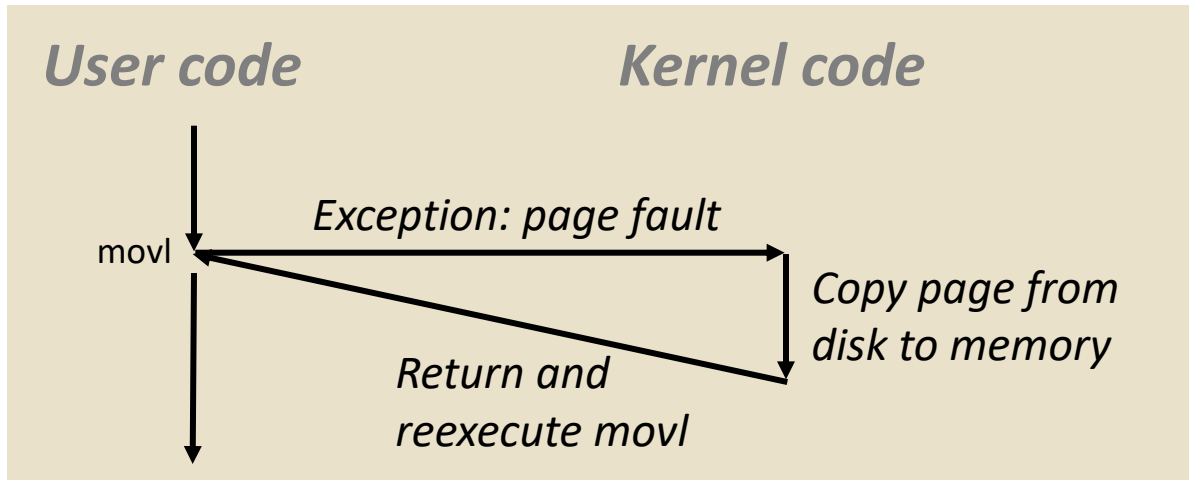 User code
Kernel code
Exception: page fault
movl
Copy page from
disk to memory
Return and
reexecute movl